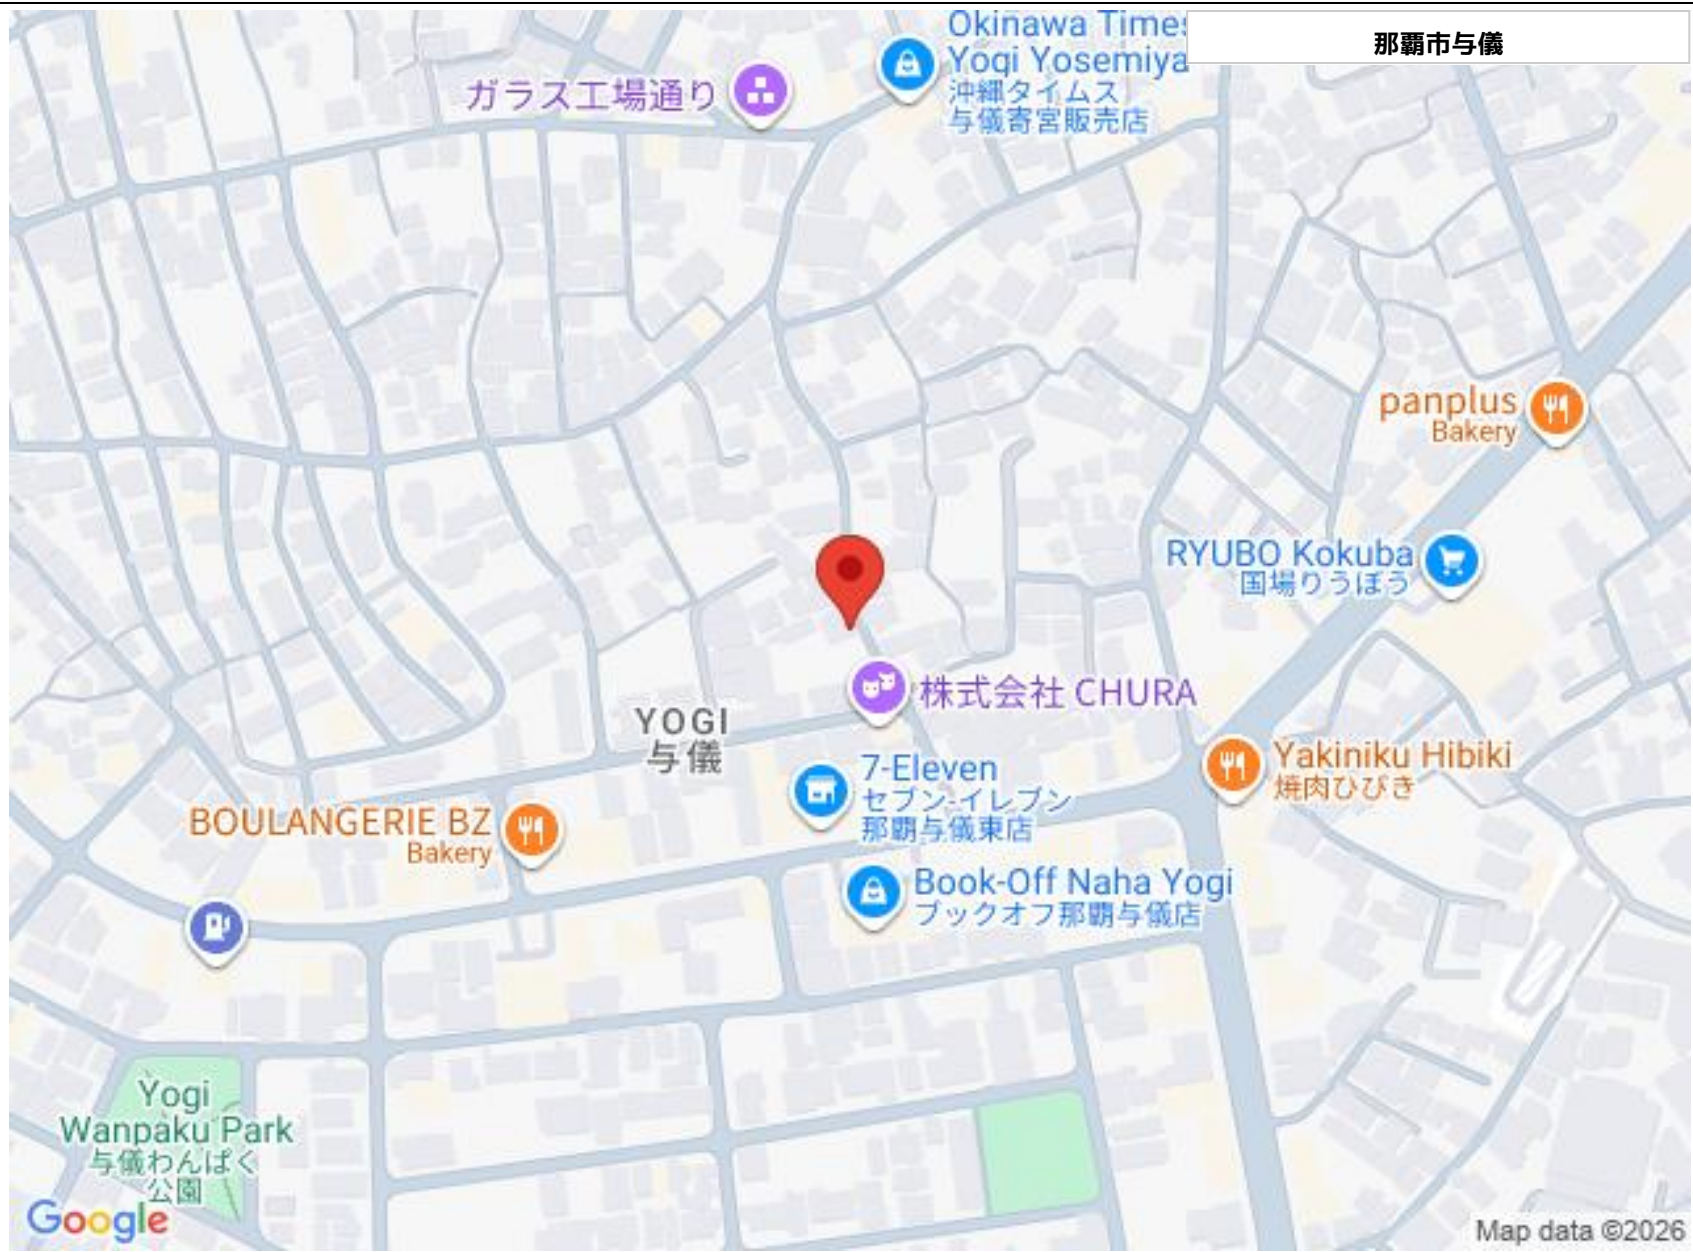 Okinawa Times
Yogi Yosemiya
沖縄タイムス
与儀寄宮販売店
那覇市与儀
ガラス工場通り
panplus
Bakery
RYUBO Kokuba
国場りうぼう
株式会社 CHURA
YOGI
与儀
Yakiniku Hibiki
焼肉ひびき
7-Eleven
セブン-イレブン
那覇与儀東店
BOULANGERIE BZ
Bakery
Book-Off Naha Yogi
ブックオフ那覇与儀店
Yogi
Wanpaku Park
与儀わんぱく
公園
Google
Map data ©2026